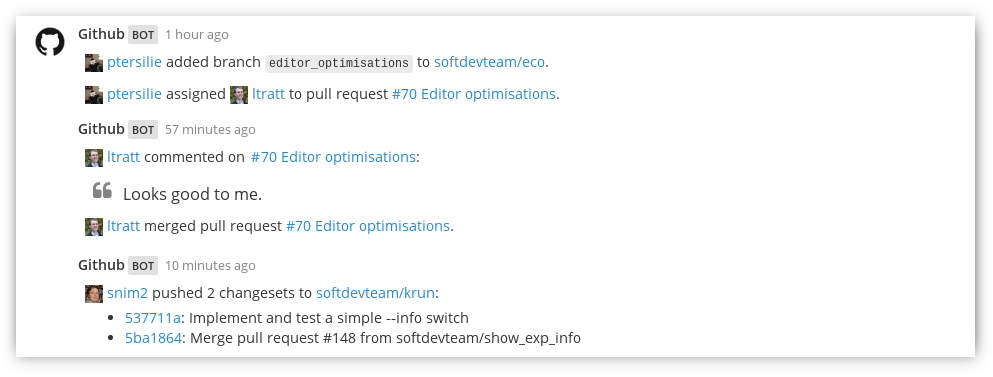 Github BOT 1 hour ago
ptersilie added branch editor_optimisations to softdevteam/eco.
ptersilie assigned ltratt to pull request #70 Editor optimisations.
Github BOT 57 minutes ago
ltratt commented on #70 Editor optimisations:
Looks good to me.
ltratt merged pull request #70 Editor optimisations.
Github BOT 10 minutes ago
snim2 pushed 2 changesets to softdevteam/krun:
537711a: Implement and test a simple --info switch
5ba1864: Merge pull request #148 from softdevteam/show_exp_info